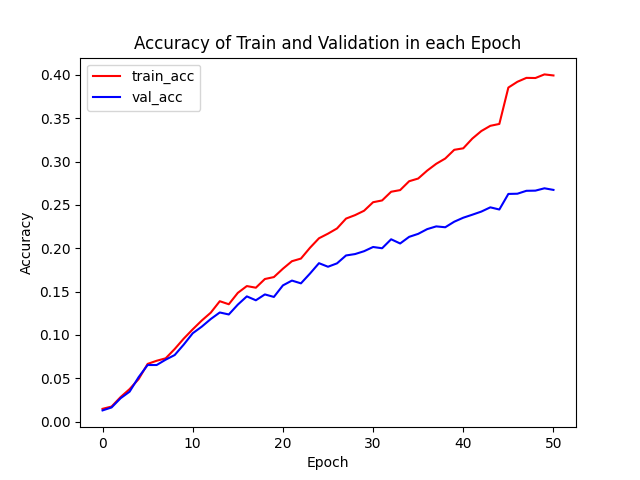 Accuracy of Train and Validation in each Epoch
train_acc
val_acc
0.40
0.35
0.30
0.25
0.20
0.15
0.10
0.05
0.00
Accuracy
0 10 20 30 40 50
Epoch